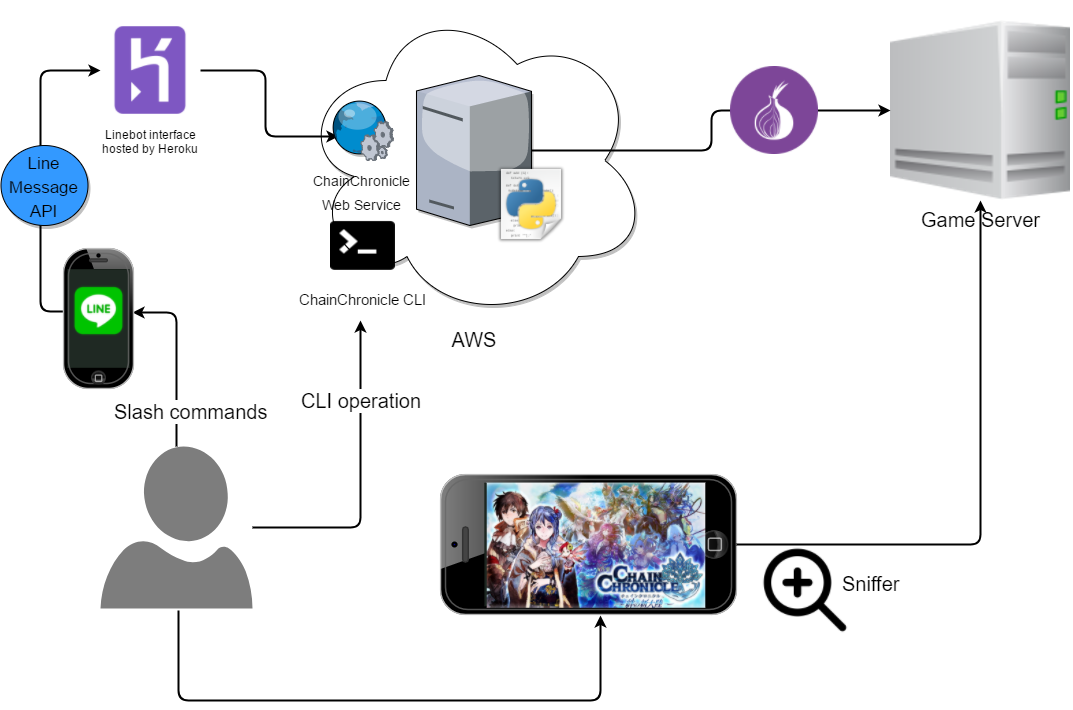 Linebot interface
hosted by Heroku
Line
Message
API
ChainChronicle
Web Service
ChainChronicle CLI
AWS
Game Server
LINE
Slash commands
CLI operation
CHAIN
CHRONICLE
Sniffer